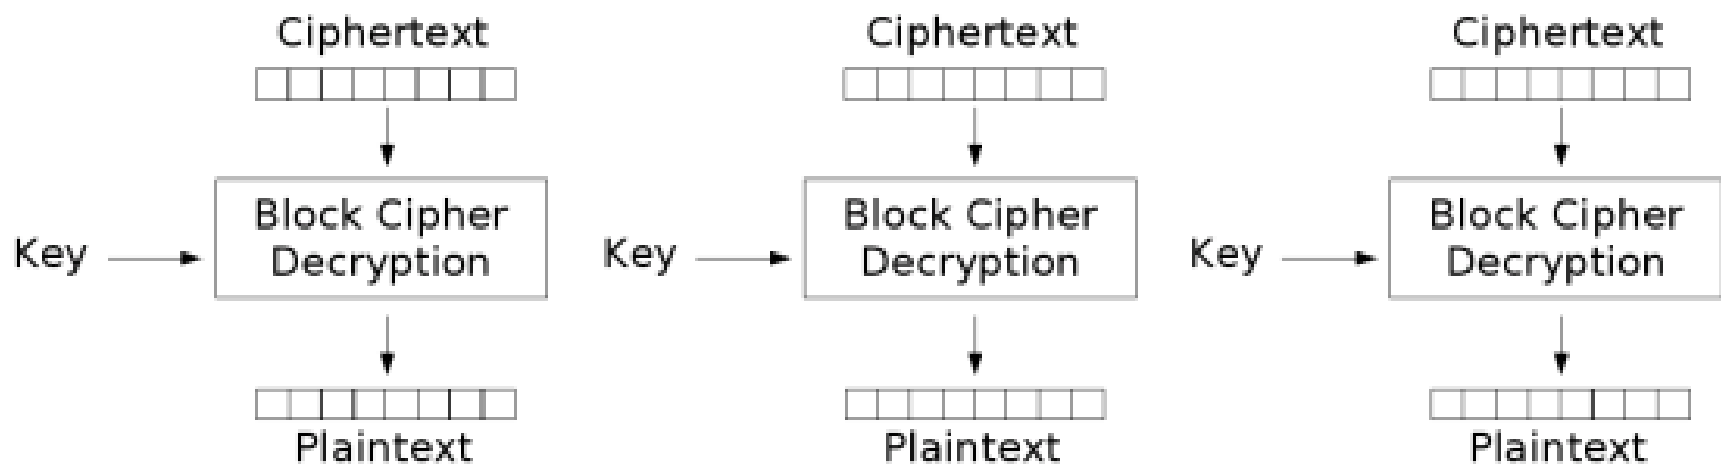 Ciphertext
Ciphertext
Ciphertext
Key
Block Cipher
Decryption
Key
Block Cipher
Decryption
Key
Block Cipher
Decryption
Plaintext
Plaintext
Plaintext